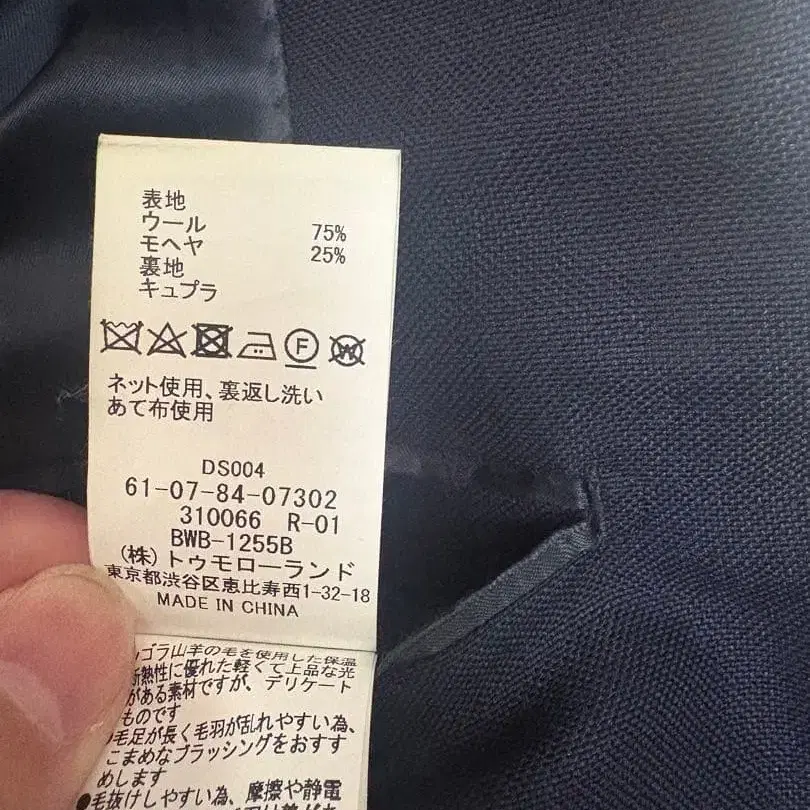 表地
ウール 75%
モヘヤ 25%
裏地
キュプラ
F
W
ネット使用、裏返し洗い
あて布使用
DS004
61-07-84-07302
310066 R-01
BWB-1255B
(株)トゥモローランド
東京都渋谷区恵比寿西1-32-18
MADE IN CHINA
ゴラ山羊の毛を使用した保温
断熱性に優れた軽くて上品な光
がある素材ですが、デリケート
ものです
毛足が長く毛羽が乱れやすい為、
こまめなブラッシングをおすす
めします
●毛抜けしやすい為、摩擦や静電